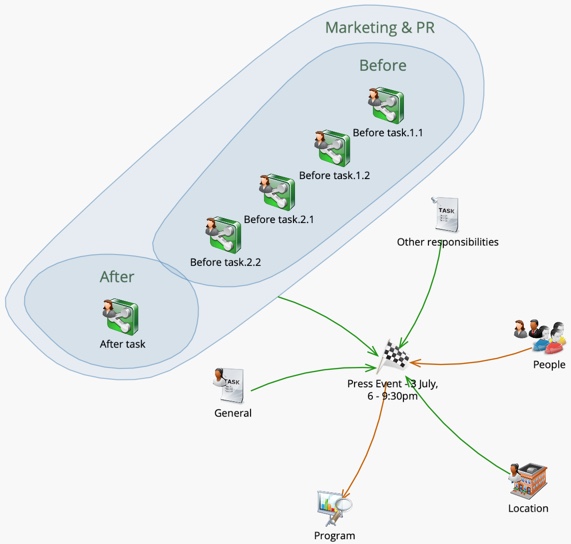 Marketing & PR
Before
Before task.1.1
Before task.1.2
Before task.2.1
Before task.2.2
After
After task
TASK
Other responsibilities
Press Event - 3 July,
6 - 9:30pm
People
TASK
General
Location
Program